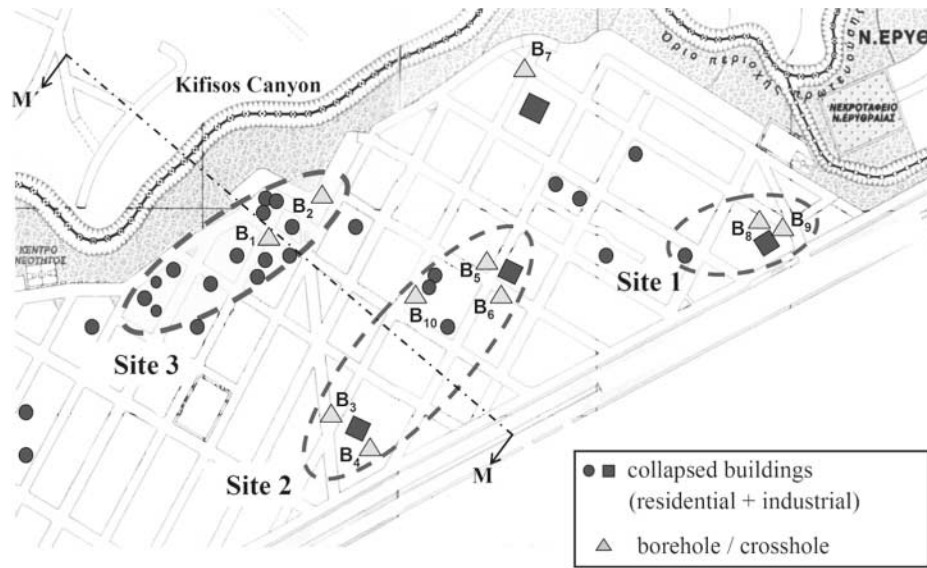 B7
Ν.ΕΡΥΘ
Όριο περιοχής πρωτευούσης
ΝΕΚΡΟΤΑΦΕΙΟ
Ν.ΕΡΥΘΡΑΙΑΣ
M
Kifisos Canyon
B2
B1
B8
B9
ΚΕΝΤΡΟ
ΝΕΟΤΗΤΟΣ
B5
Site 1
B10
B6
Site 3
B3
B4
Site 2
M
collapsed buildings
(residential + industrial)
borehole / crosshole